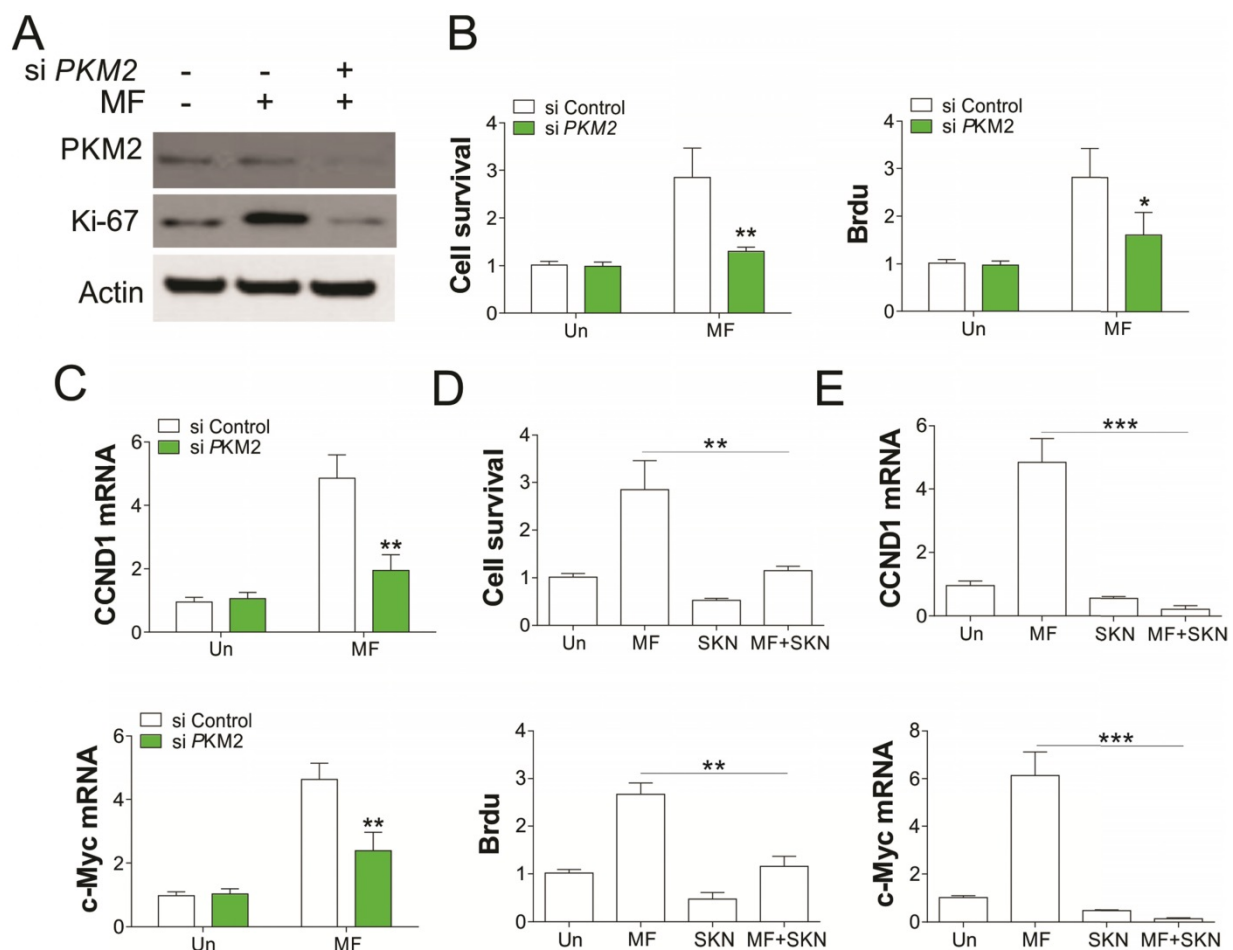 A
si PKM2 - - +
MF - + +
PKM2
Ki-67
Actin
B
si Control
si PKM2
Cell survival
4
3
2
1
0
Un MF
**
si Control
si PKM2
Brdu
4
3
2
1
0
Un MF
*
C
si Control
si PKM2
CCND1 mRNA
6
4
2
0
Un MF
**
si Control
si PKM2
c-Myc mRNA
6
4
2
0
Un MF
**
D
Cell survival
4
3
2
1
0
**
Un MF SKN MF+SKN
Brdu
4
3
2
1
0
**
Un MF SKN MF+SKN
E
CCND1 mRNA
6
4
2
0
***
Un MF SKN MF+SKN
c-Myc mRNA
8
6
4
2
0
***
Un MF SKN MF+SKN